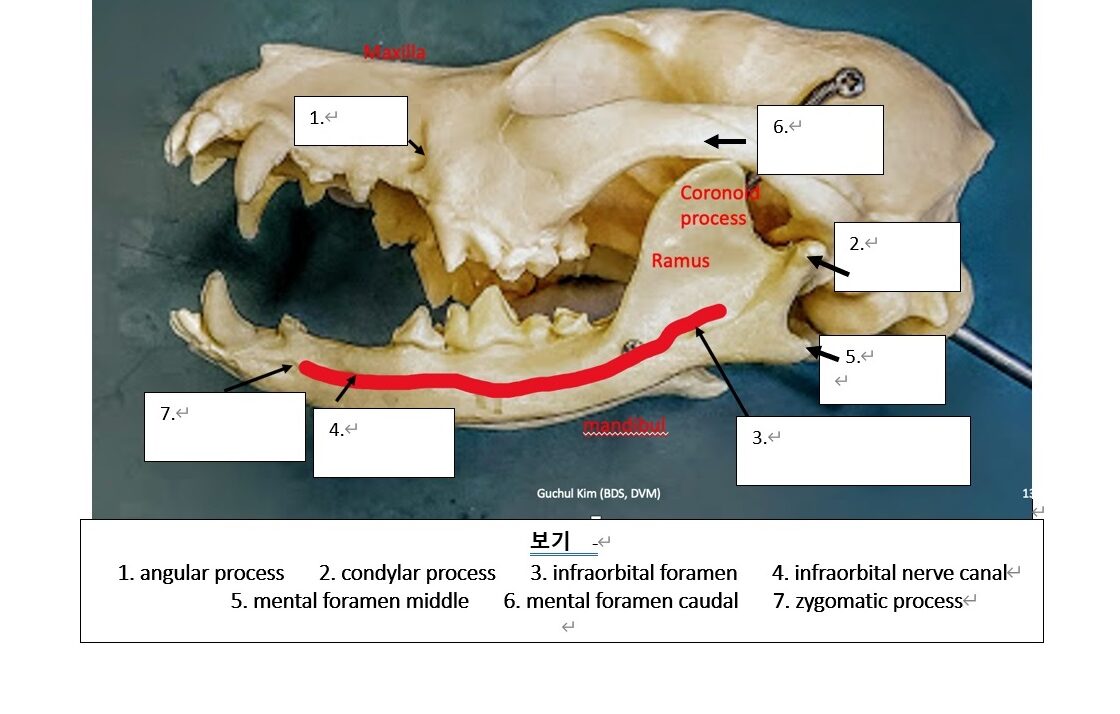 Maxilla
1.↵
6.↵
Coronoid
process
2.↵
Ramus
5.↵
↵
7.↵
4.↵
mandibul
3.↵
Guchul Kim (BDS, DVM)
↵
보기 -↵
1. angular process 2. condylar process 3. infraorbital foramen 4. infraorbital nerve canal↵
5. mental foramen middle 6. mental foramen caudal 7. zygomatic process↵
↵